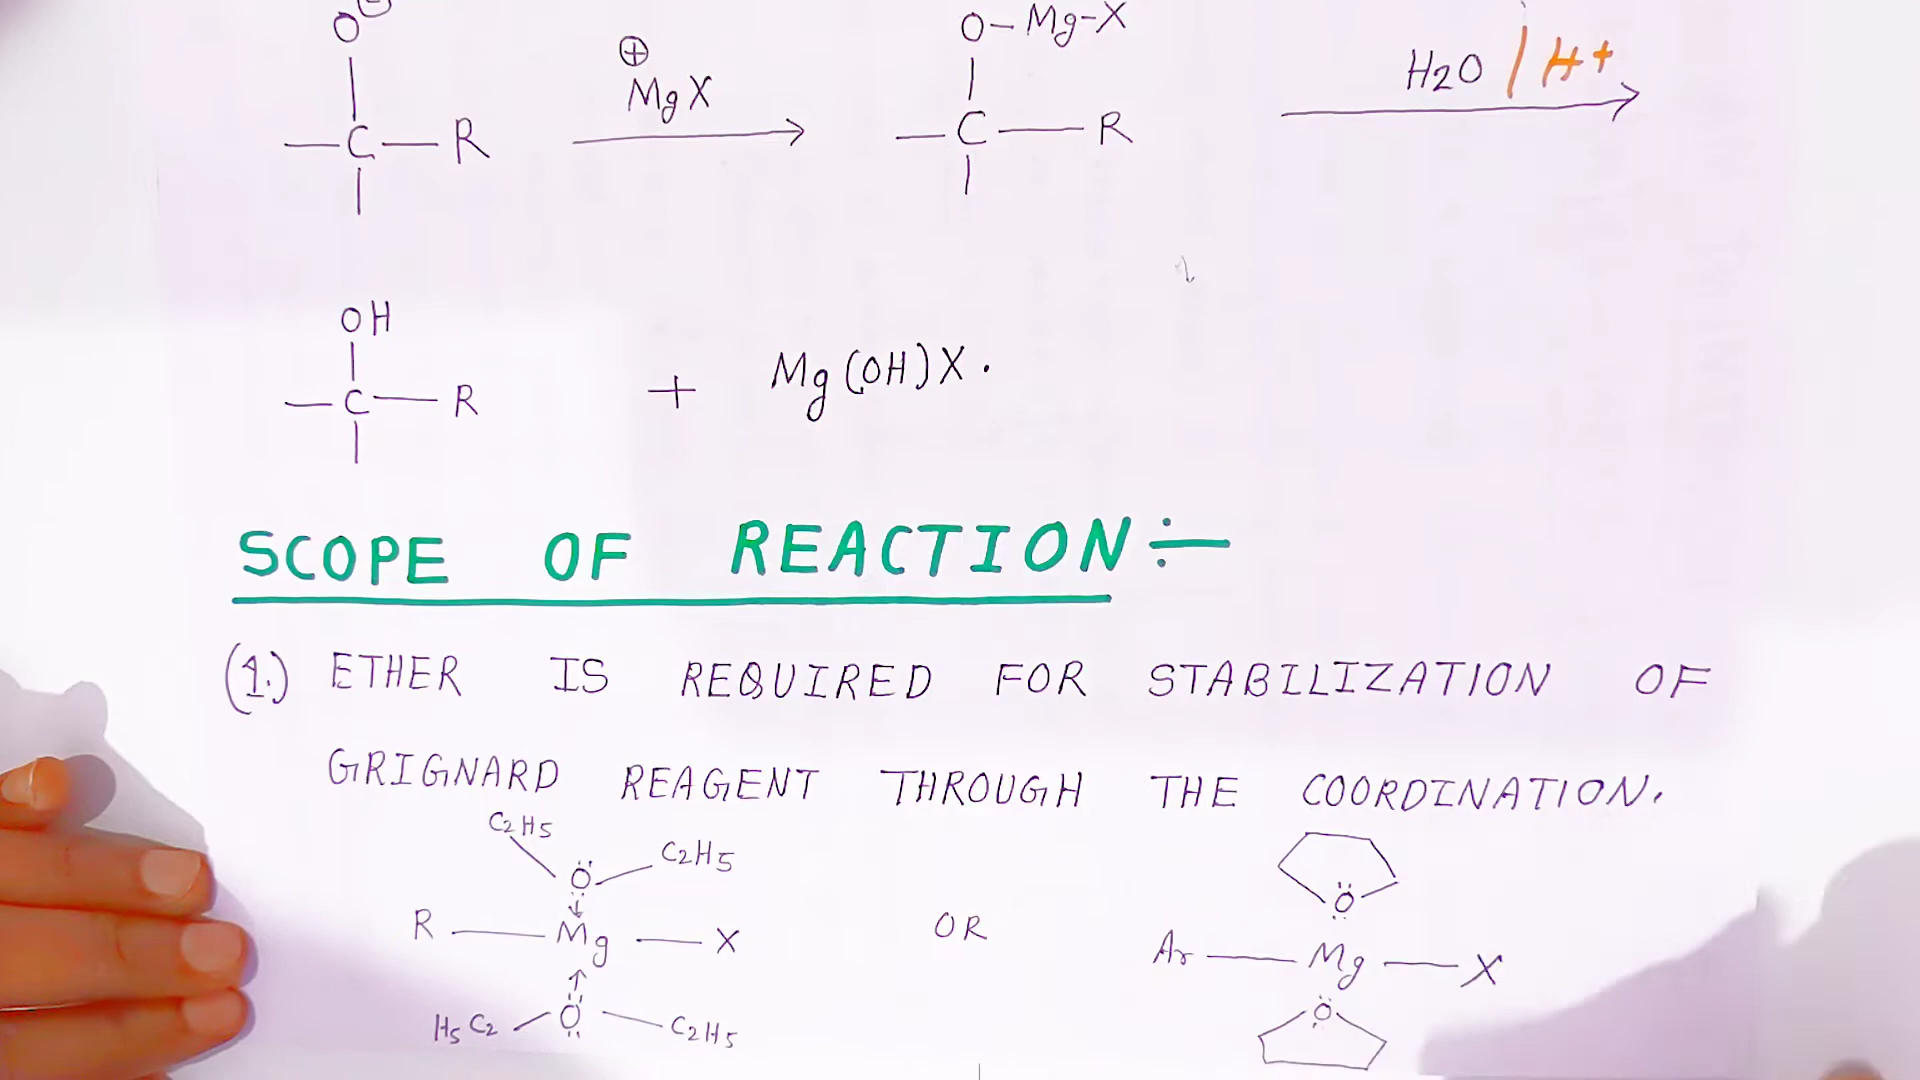 O⊖ O-Mg-X
⊕ H2O / H+
MgX
-C-R -C-R
OH
-C-R + Mg(OH)X.
SCOPE OF REACTION:-
(1.) ETHER IS REQUIRED FOR STABILIZATION OF
GRIGNARD REAGENT THROUGH THE COORDINATION.
C2H5
Ö C2H5
Ö
R-Mg-X OR Ar-Mg-X
Ö
H5C2-Ö-C2H5